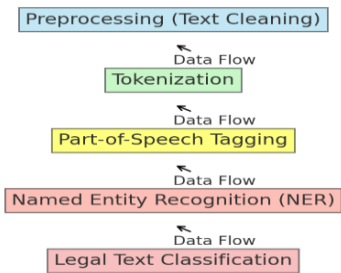 Preprocessing (Text Cleaning)
Data Flow
Tokenization
Data Flow
Part-of-Speech Tagging
Data Flow
Named Entity Recognition (NER)
Data Flow
Legal Text Classification